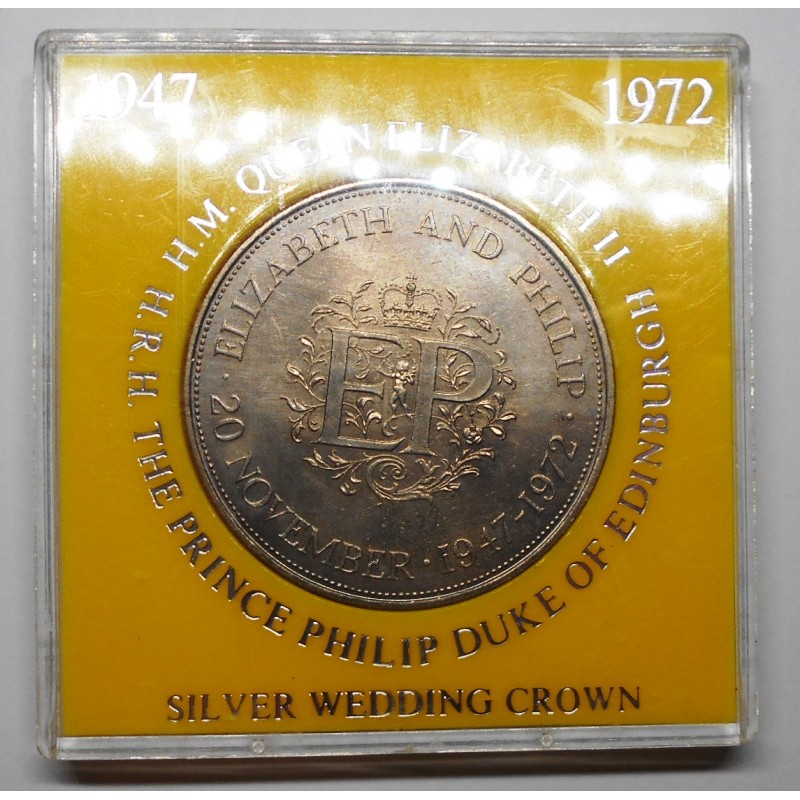 1947 1972
H.M. QUEEN ELIZABETH II
H.R.H. THE PRINCE PHILIP DUKE OF EDINBURGH
· ELIZABETH AND PHILIP ·
20 NOVEMBER · 1947-1972
EP
SILVER WEDDING CROWN